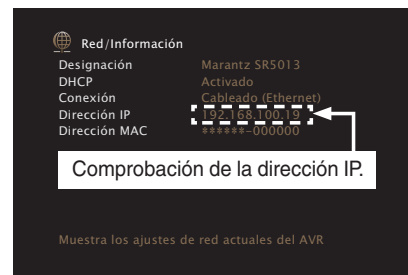 Red/Información
Designación Marantz SR5013
DHCP Activado
Conexión Cableado (Ethernet)
Dirección IP 192.168.100.19
Dirección MAC ******-000000
Comprobación de la dirección IP.
Muestra los ajustes de red actuales del AVR